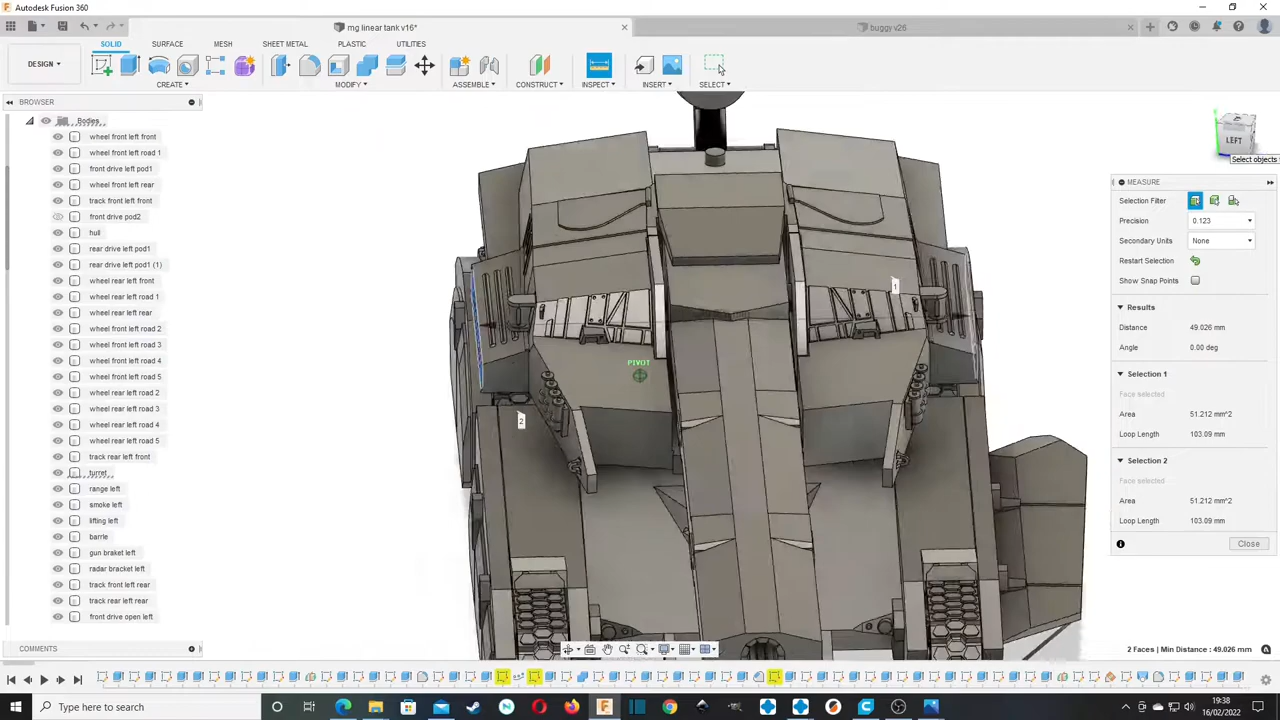 Autodesk Fusion 360
mg linear tank v16*
buggy v26
SOLID
SURFACE
MESH
SHEET METAL
PLASTIC
UTILITIES
DESIGN
CREATE
MODIFY
ASSEMBLE
CONSTRUCT
INSPECT
INSERT
SELECT
BROWSER
Bodies
wheel front left front
wheel front left road 1
front drive left pod1
wheel front left rear
track front left front
front drive pod2
hull
rear drive left pod1
rear drive left pod1 (1)
wheel rear left front
wheel rear left road 1
wheel rear left rear
wheel front left road 2
wheel front left road 3
wheel front left road 4
wheel front left road 5
wheel rear left road 2
wheel rear left road 3
wheel rear left road 4
wheel rear left road 5
track rear left front
turret
range left
smoke left
lifting left
barrle
gun braket left
radar bracket left
track front left rear
track rear left rear
front drive open left
COMMENTS
PIVOT
1
2
LEFT
Select objects
MEASURE
Selection Filter
Precision 0.123
Secondary Units None
Restart Selection
Show Snap Points
Results
Distance 49.026 mm
Angle 0.00 deg
Selection 1
Face selected
Area 51.212 mm^2
Loop Length 103.09 mm
Selection 2
Face selected
Area 51.212 mm^2
Loop Length 103.09 mm
Close
2 Faces | Min Distance: 49.026 mm
Type here to search
19:38
16/02/2022